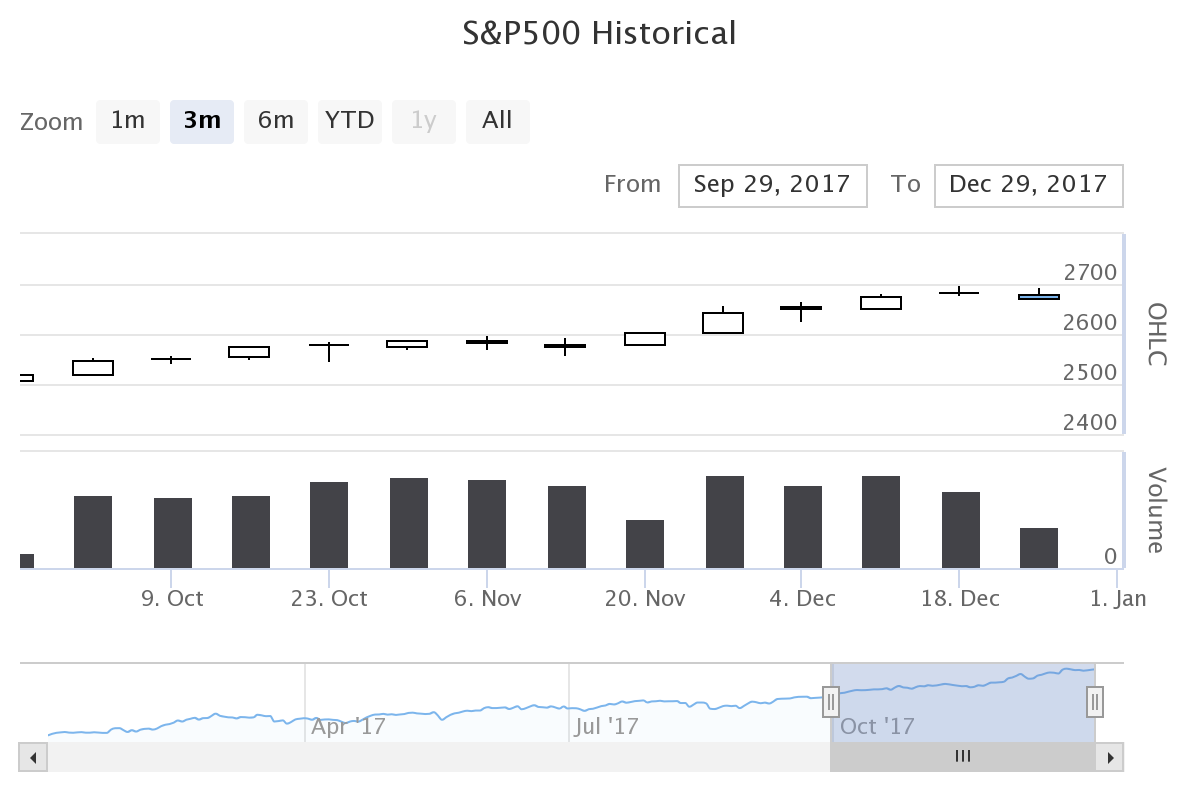 S&P500 Historical
Zoom 1m 3m 6m YTD 1y All
From Sep 29, 2017 To Dec 29, 2017
2700
2600
2500
2400
OHLC
Volume
0
9. Oct 23. Oct 6. Nov 20. Nov 4. Dec 18. Dec 1. Jan
Apr '17 Jul '17 Oct '17